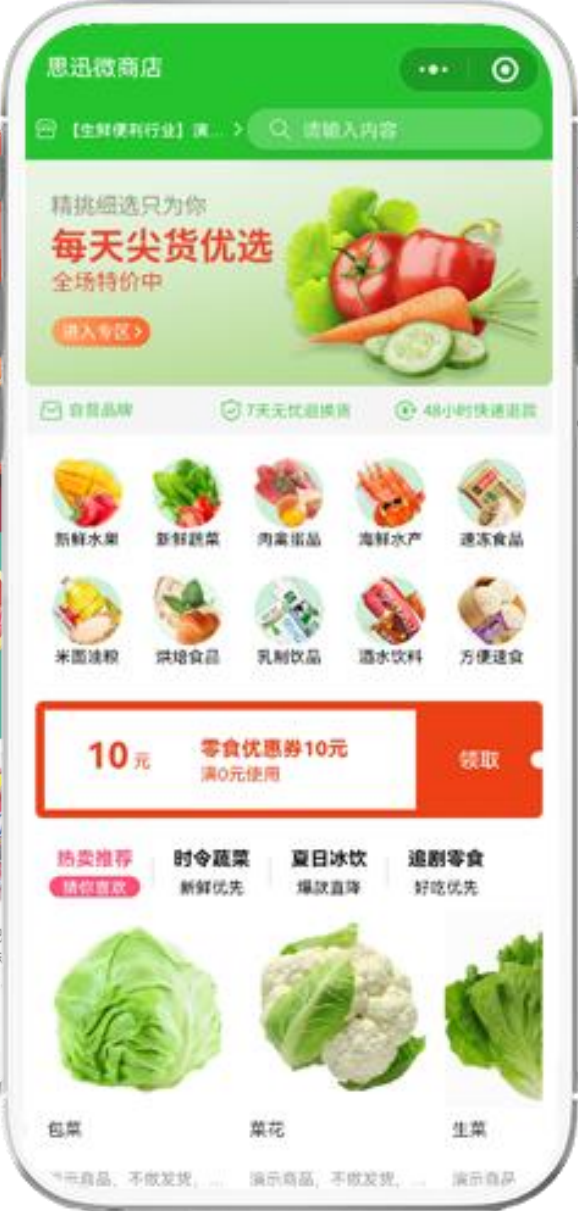 思迅微商店
【生鲜便利行业】演... >
请输入内容
精挑细选只为你
每天尖货优选
全场特价中
进入专区>
自营品牌 7天无忧退换货 48小时快速退款
新鲜水果 新鲜蔬菜 肉禽蛋品 海鲜水产 速冻食品
米面油粮 烘焙食品 乳制饮品 酒水饮料 方便速食
10元 零食优惠券10元 领取
满0元使用
热卖推荐 时令蔬菜 夏日冰饮 追剧零食
猜你喜欢 新鲜优先 爆款直降 好吃优先
包菜 菜花 生菜
演示商品、不做发货，... 演示商品、不做发货，... 演示商品